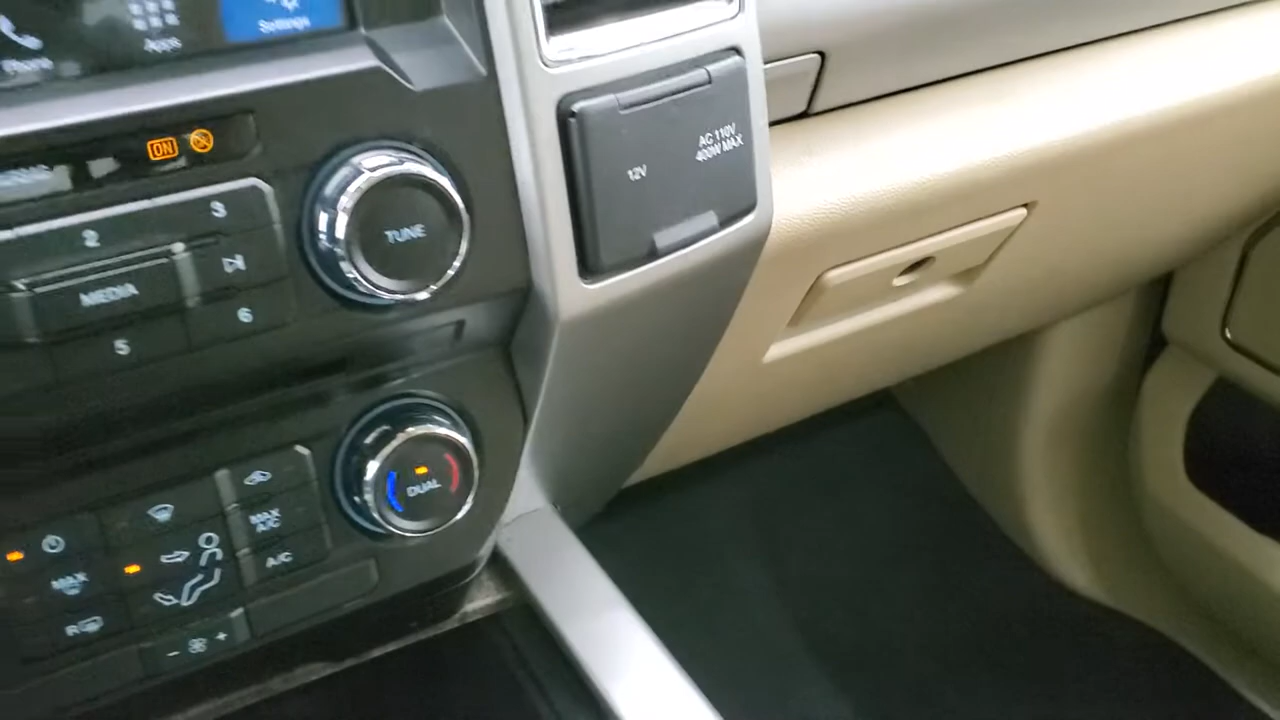 Phone
Apps
Settings
ON
12V
AC 110V
400W MAX
2
3
TUNE
MEDIA
5
6
DUAL
MAX
A/C
MAX
A/C
R
- +